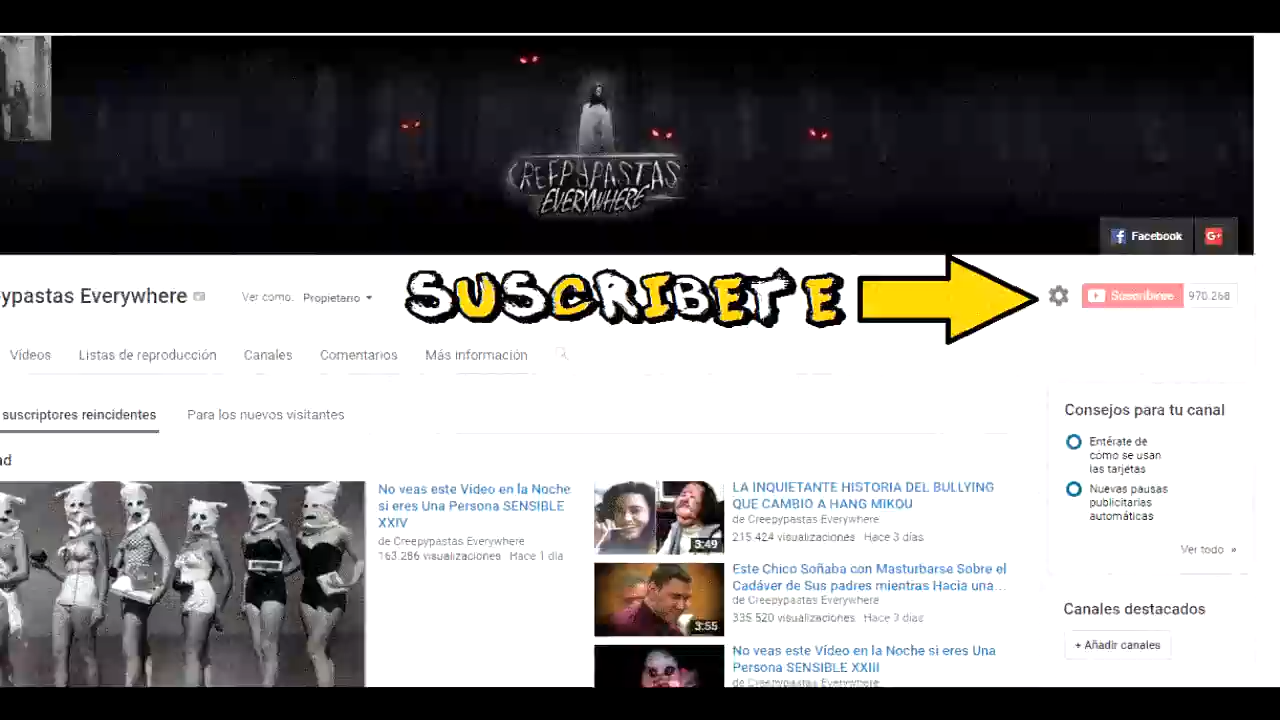 CREEPYPASTAS
EVERYWHERE
Facebook
G+
ypastas Everywhere
Ver como:
Propietario
SUSCRIBETE
Suscribirse
970.268
Vídeos
Listas de reproducción
Canales
Comentarios
Más información
suscriptores reincidentes
Para los nuevos visitantes
ad
No veas este Video en la Noche
si eres Una Persona SENSIBLE
XXIV
de Creepypastas Everywhere
163.286 visualizaciones Hace 1 día
3:49
LA INQUIETANTE HISTORIA DEL BULLYING
QUE CAMBIO A HANG MIKOU
de Creepypastas Everywhere
215.424 visualizaciones Hace 3 días
3:55
Este Chico Soñaba con Masturbarse Sobre el
Cadáver de Sus padres mientras Hacia una...
de Creepypastas Everywhere
335.520 visualizaciones Hace 3 días
No veas este Vídeo en la Noche si eres Una
Persona SENSIBLE XXIII
de Creepypastas Everywhere
Consejos para tu canal
Entérate de
cómo se usan
las tarjetas
Nuevas pausas
publicitarias
automáticas
Ver todo »
Canales destacados
+ Añadir canales